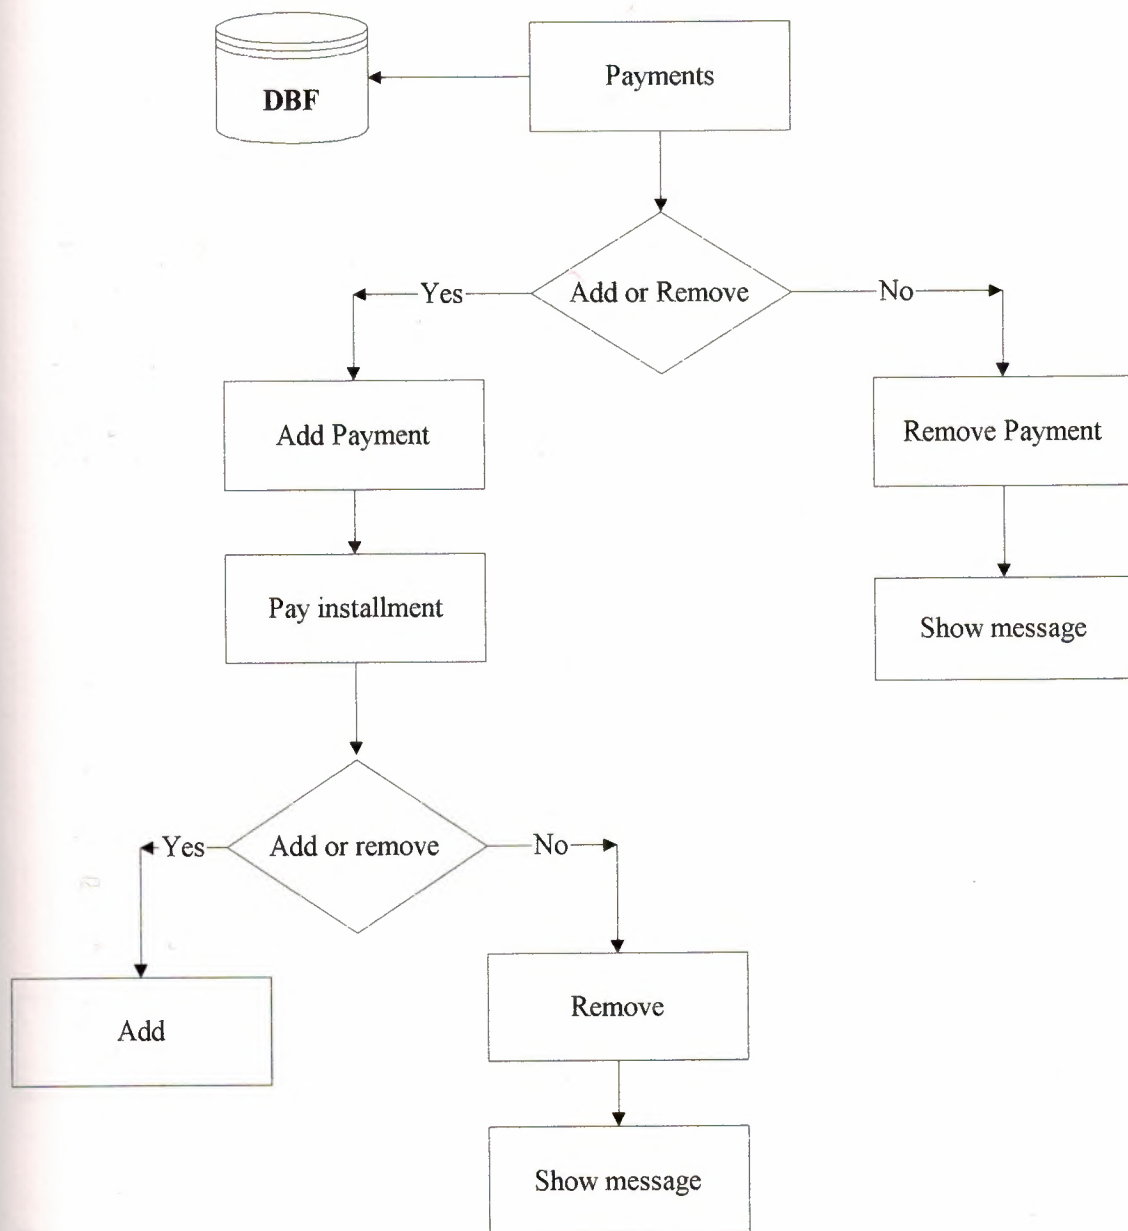 DBF
Payments
Yes
Add or Remove
No
Add Payment
Remove Payment
Pay installment
Show message
Yes
Add or remove
No
Add
Remove
Show message